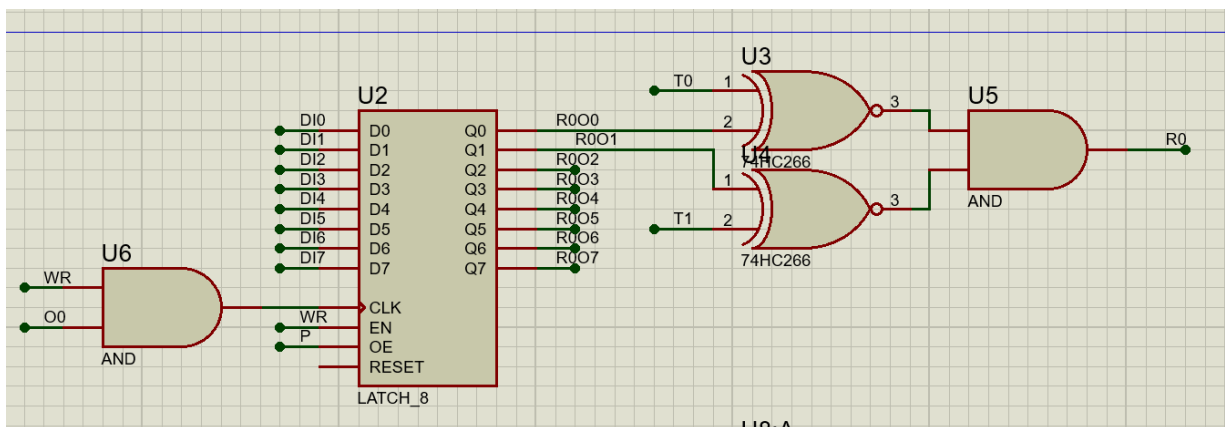 U3
U2
U5
T0
1
3
DI0
D0
Q0
R0O0
2
DI1
D1
Q1
R0O1
R0
DI2
D2
Q2
R0O2
U4
74HC266
DI3
D3
Q3
R0O3
1
DI4
D4
Q4
R0O4
3
AND
DI5
D5
Q5
R0O5
T1
2
DI6
D6
Q6
R0O6
DI7
D7
Q7
R0O7
74HC266
U6
WR
CLK
O0
WR
EN
P
OE
AND
RESET
LATCH_8